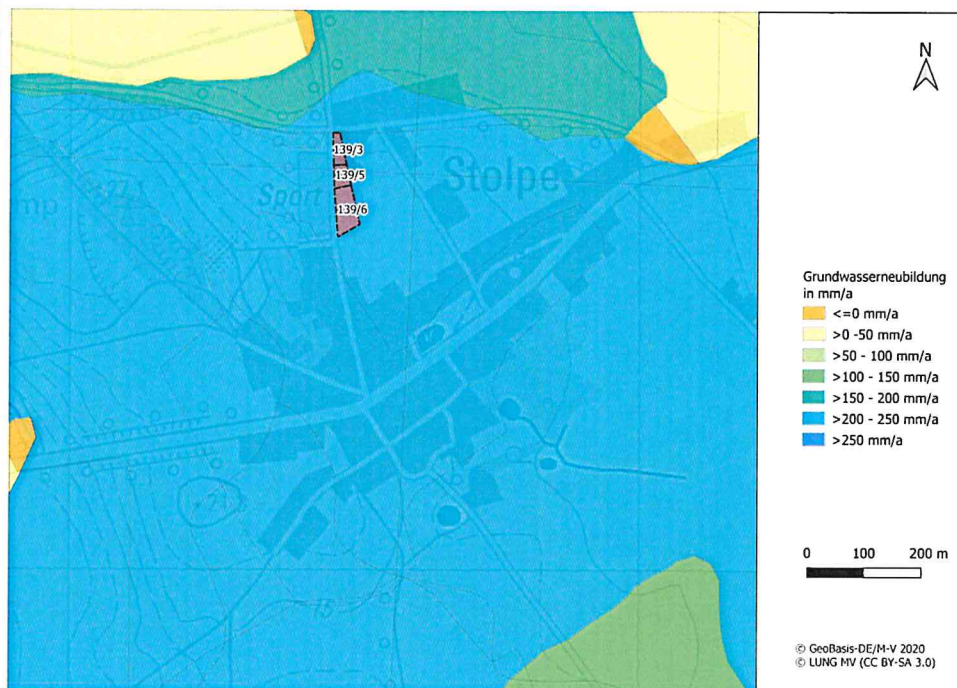 N
139/3
139/5
139/6
Stolpe
Sport
mp
15
Grundwasserneubildung
in mm/a
<=0 mm/a
>0 -50 mm/a
>50 - 100 mm/a
>100 - 150 mm/a
>150 - 200 mm/a
>200 - 250 mm/a
>250 mm/a
0 100 200 m
© GeoBasis-DE/M-V 2020
© LUNG MV (CC BY-SA 3.0)